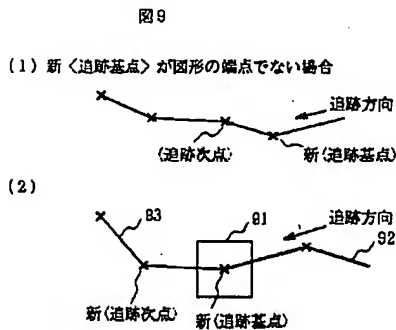 図9
(1) 新〈追跡基点〉が図形の端点でない場合
追跡方向
〈追跡次点〉
新〈追跡基点〉
(2)
83
81
追跡方向
82
新〈追跡次点〉
新〈追跡基点〉